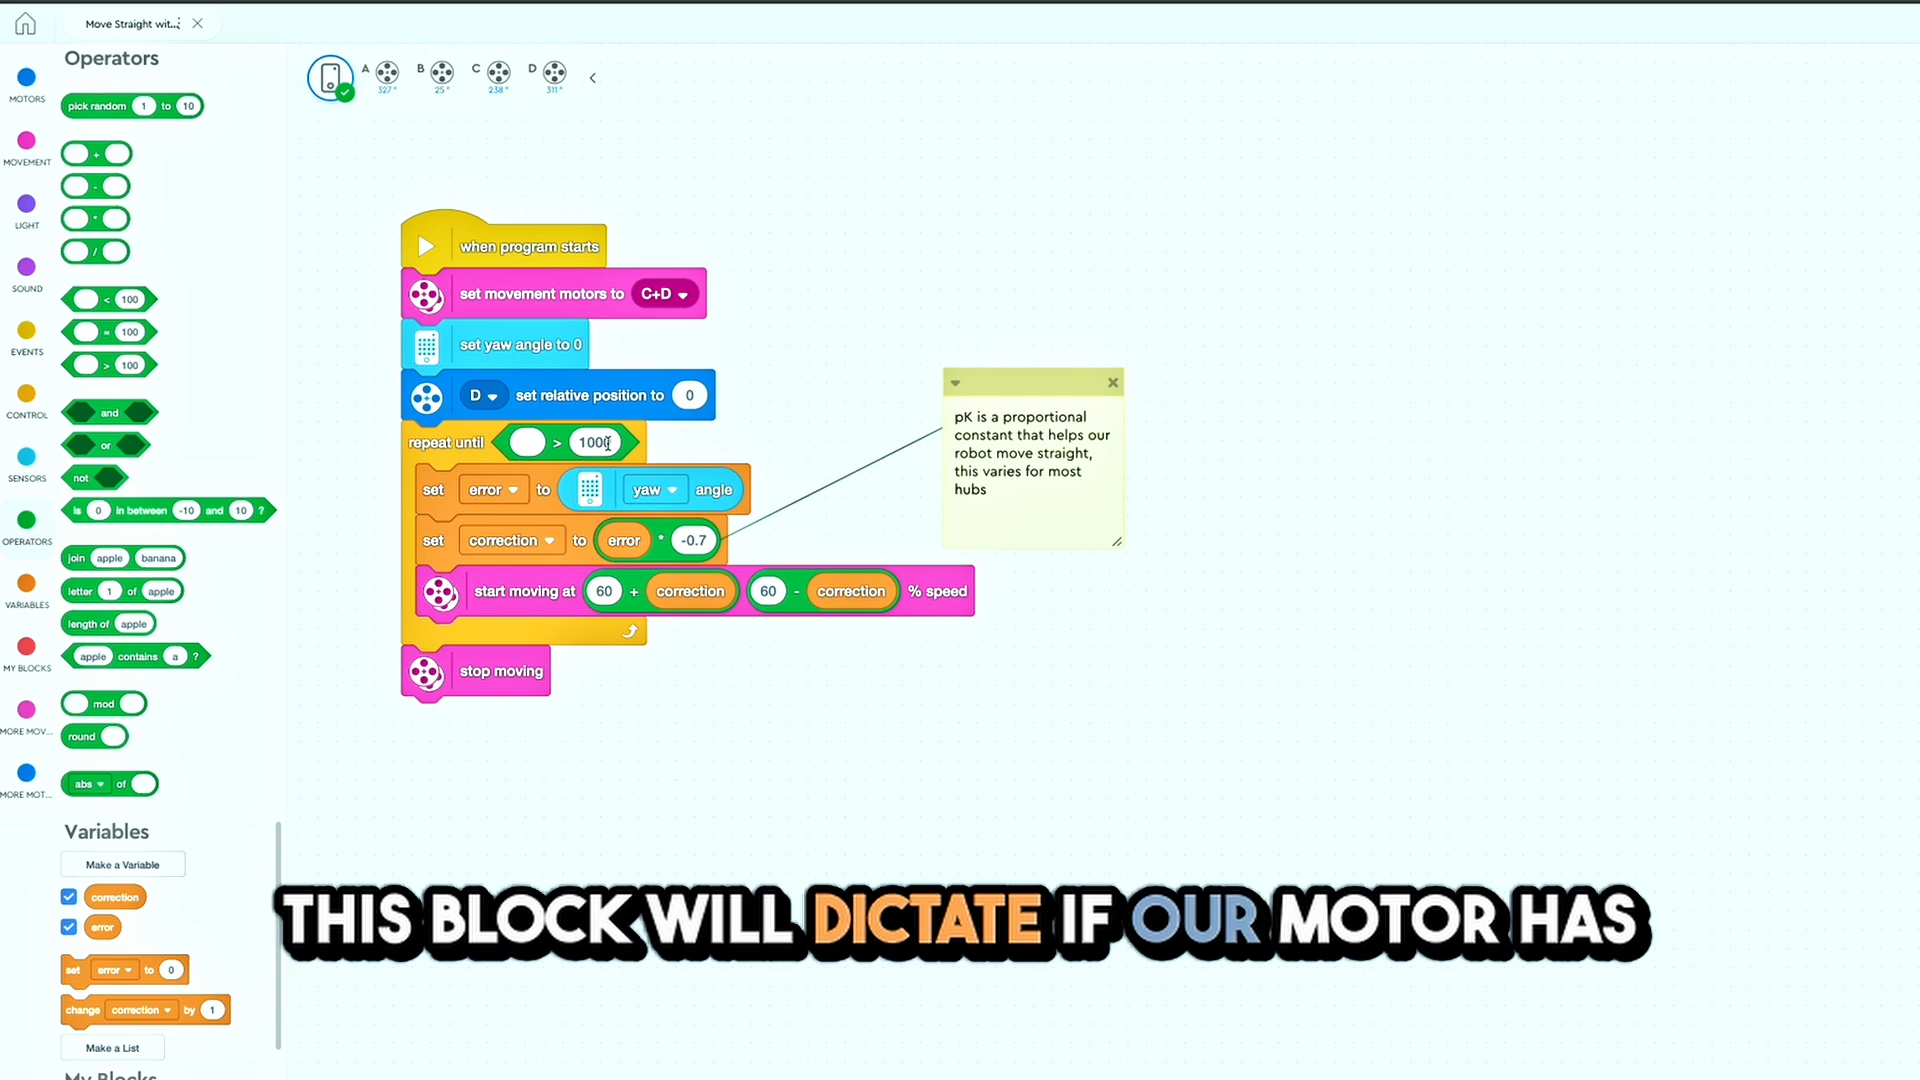 Move Straight wit...
Operators
MOTORS
MOVEMENT
LIGHT
SOUND
EVENTS
CONTROL
SENSORS
OPERATORS
VARIABLES
MY BLOCKS
MORE MOV...
MORE MOT...
pick random 1 to 10
+
-
*
/
< 100
= 100
> 100
and
or
not
is 0 in between -10 and 10 ?
join apple banana
letter 1 of apple
length of apple
apple contains a ?
mod
round
abs of
Variables
Make a Variable
correction
error
set error to 0
change correction by 1
Make a List
My Blocks
A B C D
327° 25° 238° 311°
when program starts
set movement motors to C+D
set yaw angle to 0
D set relative position to 0
repeat until > 1000
set error to yaw angle
set correction to error * -0.7
start moving at 60 + correction 60 - correction % speed
stop moving
pK is a proportional
constant that helps our
robot move straight,
this varies for most
hubs
THIS BLOCK WILL DICTATE IF OUR MOTOR HAS